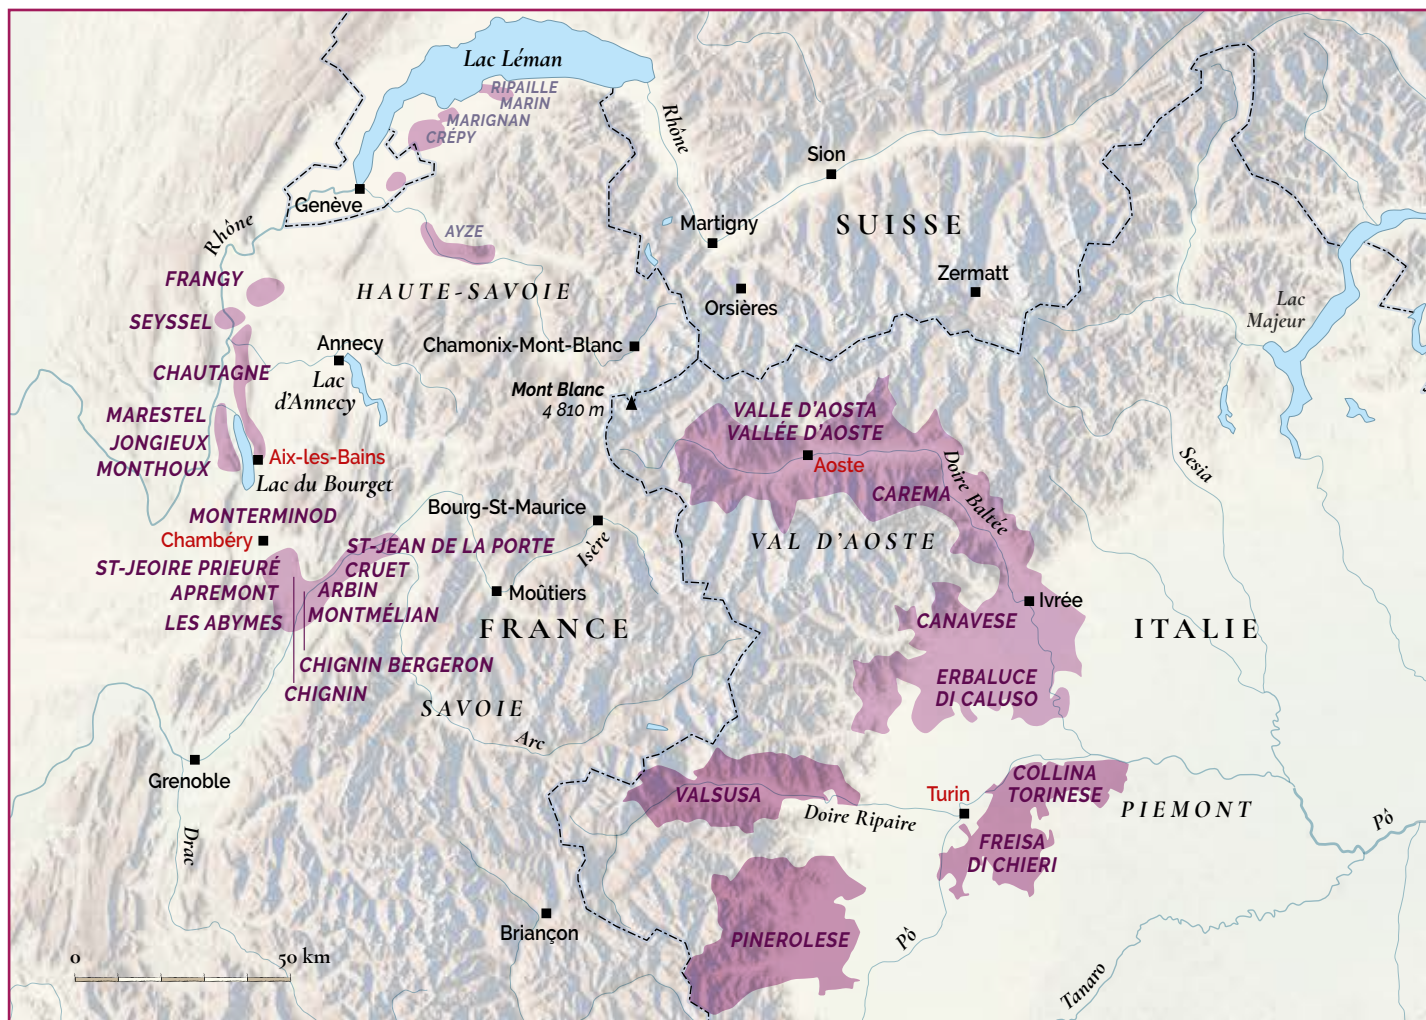 Lac Léman
RIPAILLE
MARIN
MARIGNAN
CRÉPY
Rhône
Sion
Genève
Martigny
SUISSE
Rhône
AYZE
Zermatt
FRANGY
HAUTE-SAVOIE
Orsières
Lac
Majeur
SEYSSEL
Annecy
Chamonix-Mont-Blanc
CHAUTAGNE
Lac
d'Annecy
Mont Blanc
4 810 m
MARESTEL
JONGIEUX
MONTHOUX
VALLE D'AOSTA
VALLÉE D'AOSTE
Aix-les-Bains
Aoste
Doire Baltée
Sesia
Lac du Bourget
CAREMA
MONTERMINOD
Bourg-St-Maurice
Chambéry
ST-JEAN DE LA PORTE
Isère
VAL D'AOSTE
ST-JEOIRE PRIEURÉ
CRUET
APREMONT
ARBIN
Moûtiers
Ivrée
LES ABYMES
MONTMÉLIAN
FRANCE
CANAVESE
ITALIE
CHIGNIN BERGERON
CHIGNIN
ERBALUCE
DI CALUSO
SAVOIE
Arc
Grenoble
VALSUSA
Turin
COLLINA
TORINESE
PIEMONT
Doire Ripaire
Pô
Drac
FREISA
DI CHIERI
Briançon
PINEROLESE
Pô
0
50 km
Tanaro